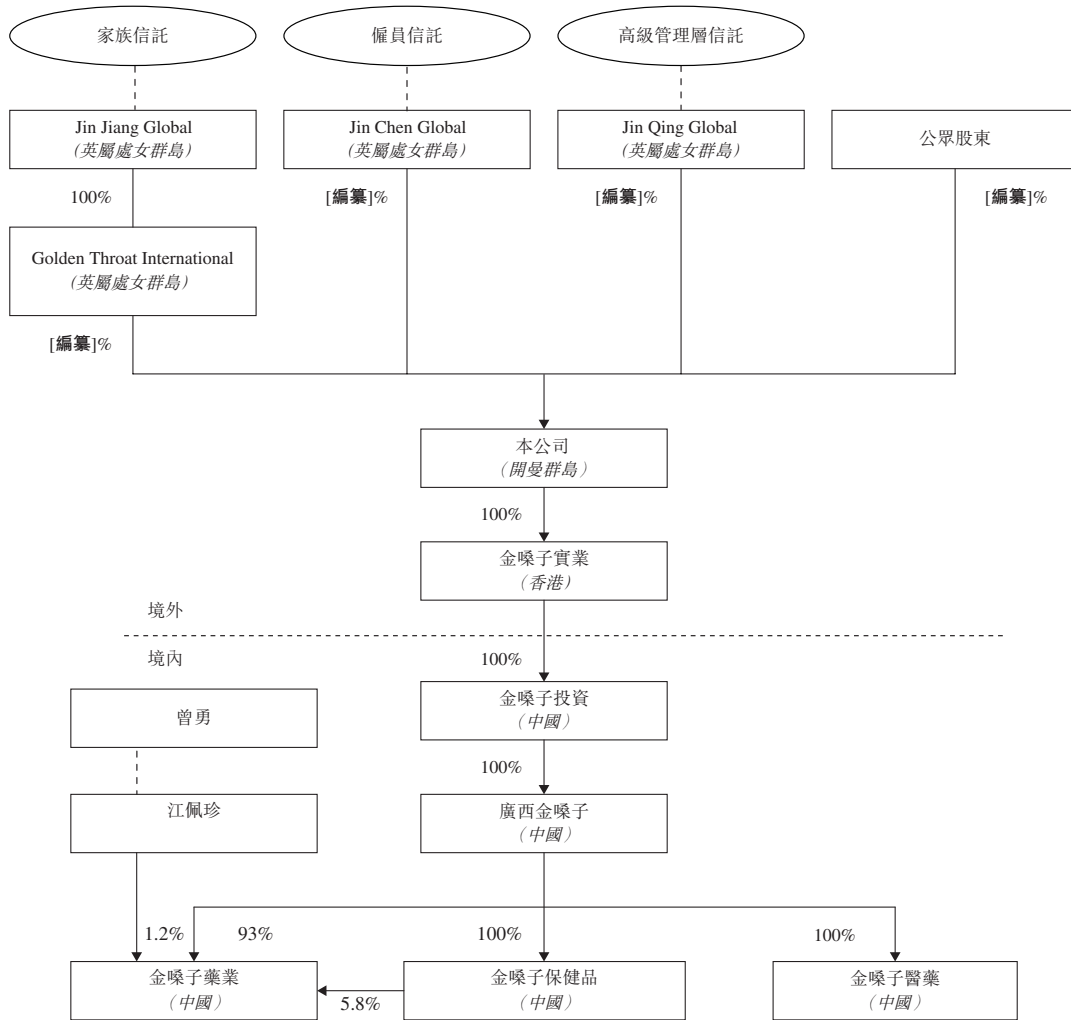 家族信託
僱員信託
高級管理層信託
Jin Jiang Global
(英屬處女群島)
Jin Chen Global
(英屬處女群島)
Jin Qing Global
(英屬處女群島)
公眾股東
100%
[編纂]%
[編纂]%
[編纂]%
Golden Throat International
(英屬處女群島)
[編纂]%
本公司
(開曼群島)
100%
金嗓子實業
(香港)
境外
境內
100%
金嗓子投資
(中國)
曾勇
100%
江佩珍
廣西金嗓子
(中國)
1.2%
93%
100%
100%
金嗓子藥業
(中國)
5.8%
金嗓子保健品
(中國)
金嗓子醫藥
(中國)